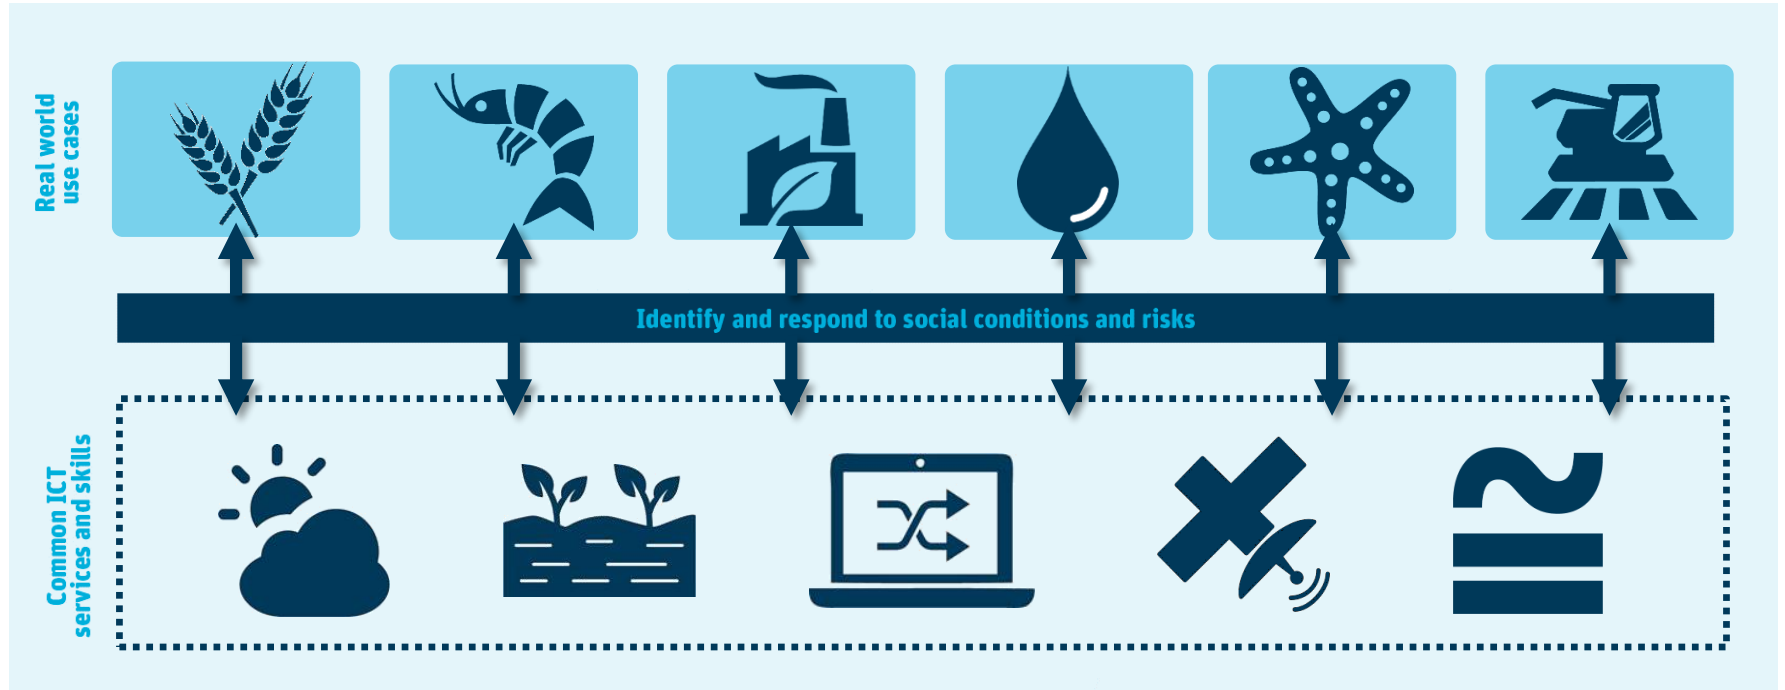 Real world
use cases
Identify and respond to social conditions and risks
Common ICT
services and skills